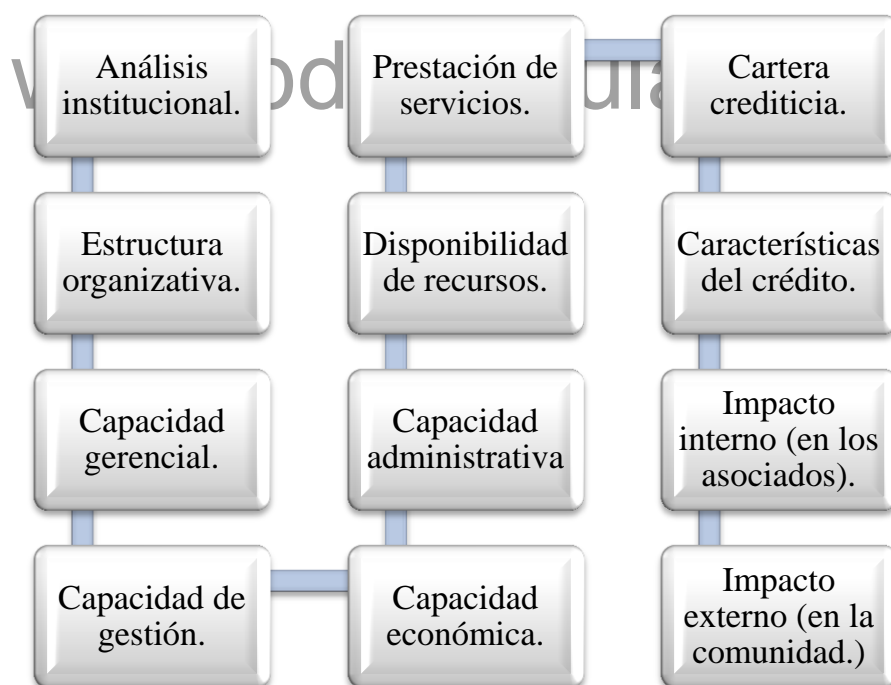 Análisis
institucional.
Estructura
organizativa.
Capacidad
gerencial.
Capacidad de
gestión.
Capacidad
económica.
Capacidad
administrativa
Disponibilidad
de recursos.
Prestación de
servicios.
Cartera
crediticia.
Características
del crédito.
Impacto
interno (en los
asociados).
Impacto
externo (en la
comunidad.)